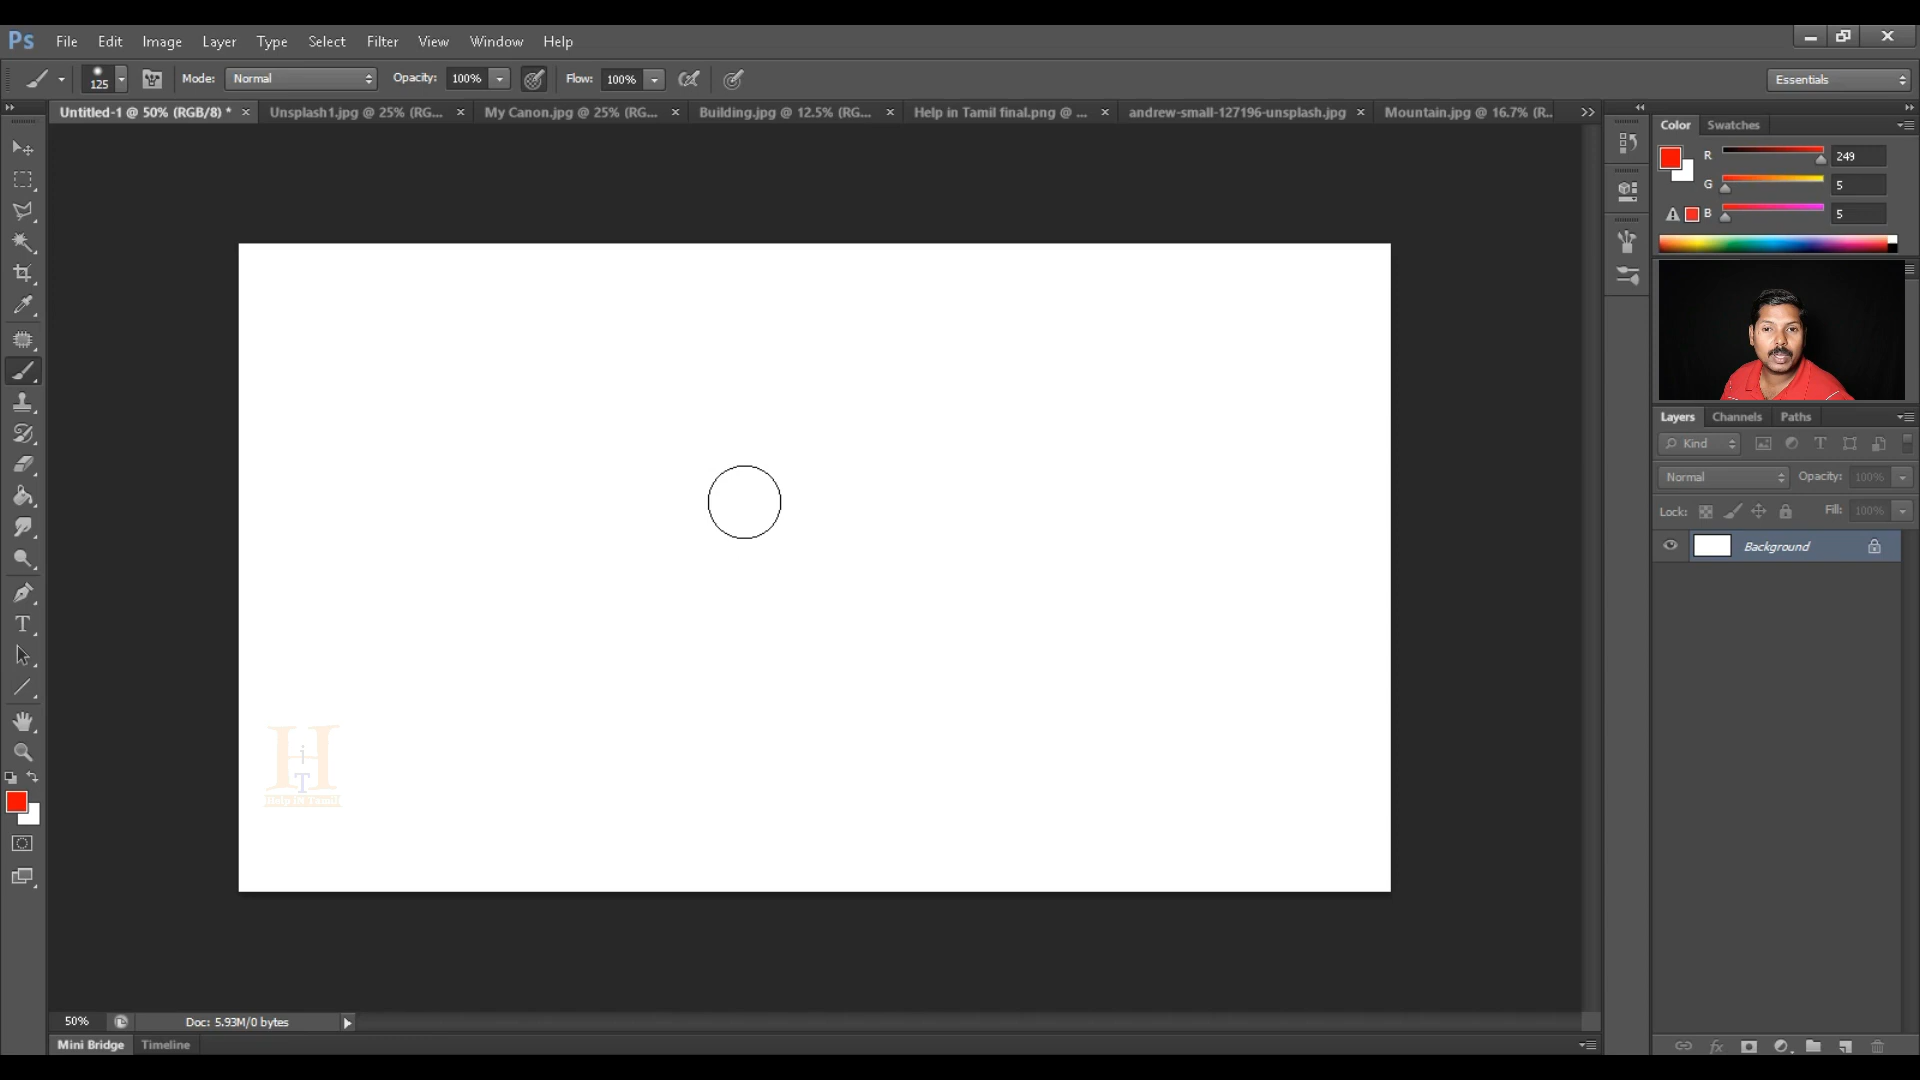 Ps File Edit Image Layer Type Select Filter View Window Help
125 Mode: Normal Opacity: 100% Flow: 100% Essentials
Untitled-1 @ 50% (RGB/8) * × Unsplash1.jpg @ 25% (RG... × My Canon.jpg @ 25% (RG... × Building.jpg @ 12.5% (RG... × Help in Tamil final.png @ ... × andrew-small-127196-unsplash.jpg × Mountain.jpg @ 16.7% (R...
Color Swatches
R 249
G 5
B 5
Layers Channels Paths
Kind
Normal Opacity: 100%
Lock: Fill: 100%
Background
H
i
T
Help iN Tamil
50% Doc: 5.93M/0 bytes
Mini Bridge Timeline